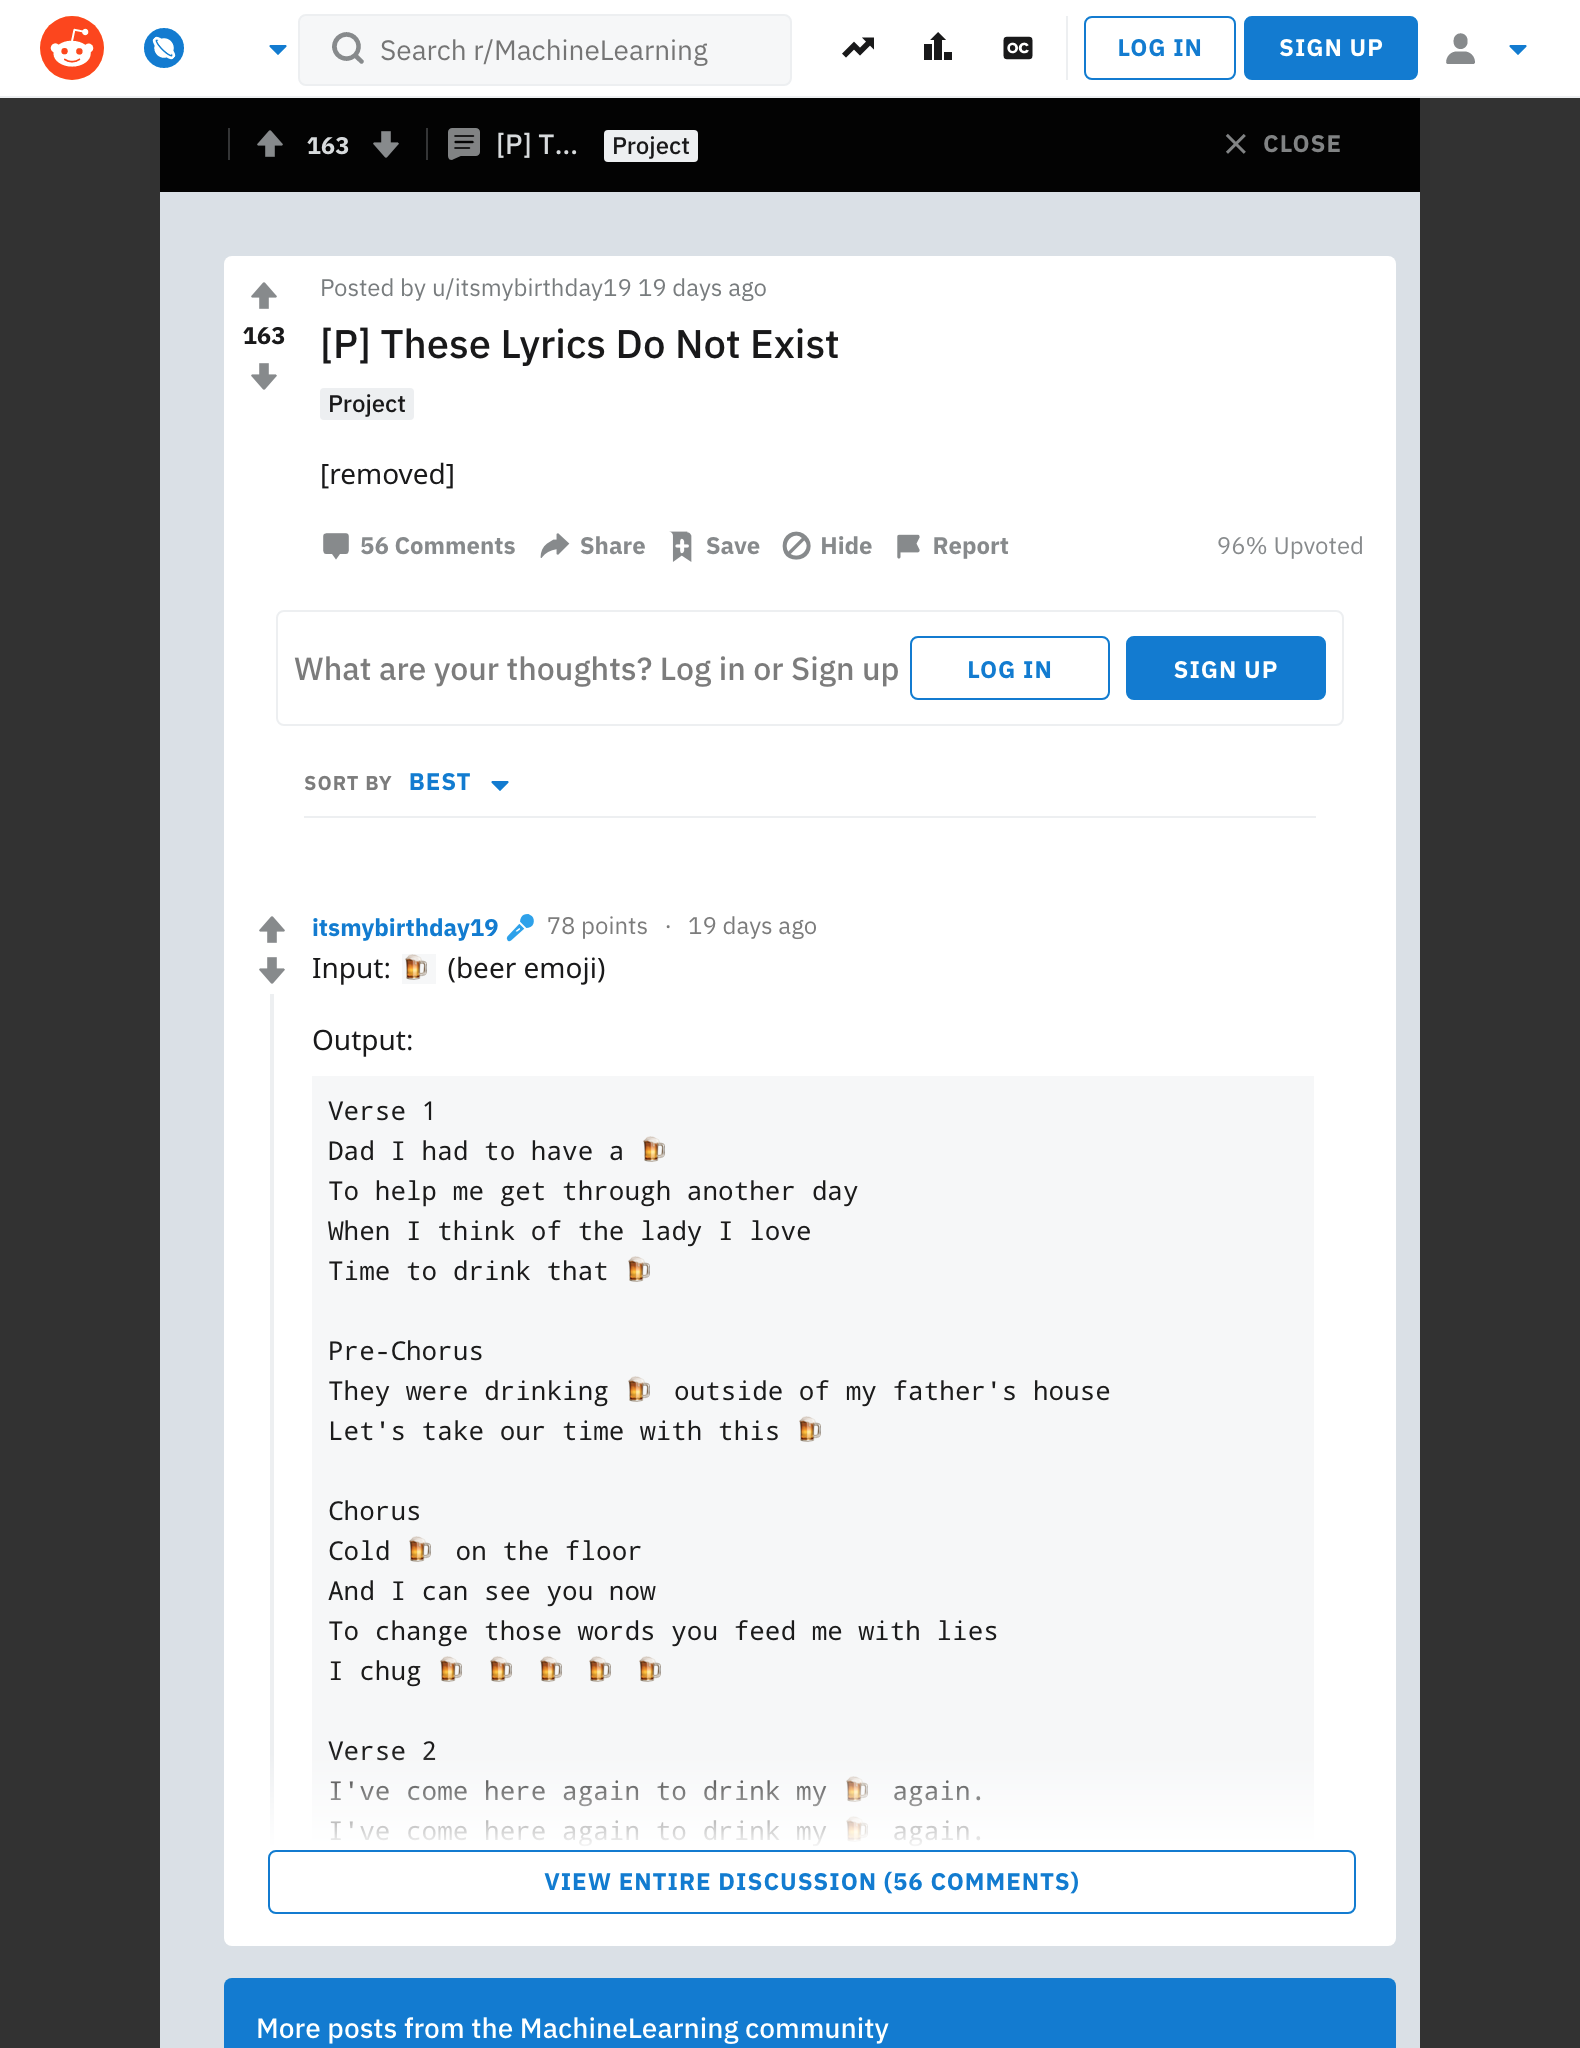 Search r/MachineLearning
OC
LOG IN
SIGN UP
163
[P] T...
Project
CLOSE
Posted by u/itsmybirthday19 19 days ago
163
[P] These Lyrics Do Not Exist
Project
[removed]
56 Comments
Share
Save
Hide
Report
96% Upvoted
What are your thoughts? Log in or Sign up
LOG IN
SIGN UP
SORT BY BEST
itsmybirthday19 🎤 78 points · 19 days ago
Input: 🍺 (beer emoji)
Output:
Verse 1
Dad I had to have a 🍺
To help me get through another day
When I think of the lady I love
Time to drink that 🍺
Pre-Chorus
They were drinking 🍺 outside of my father's house
Let's take our time with this 🍺
Chorus
Cold 🍺 on the floor
And I can see you now
To change those words you feed me with lies
I chug 🍺 🍺 🍺 🍺 🍺
Verse 2
I've come here again to drink my 🍺 again.
I've come here again to drink my 🍺 again.
VIEW ENTIRE DISCUSSION (56 COMMENTS)
More posts from the MachineLearning community